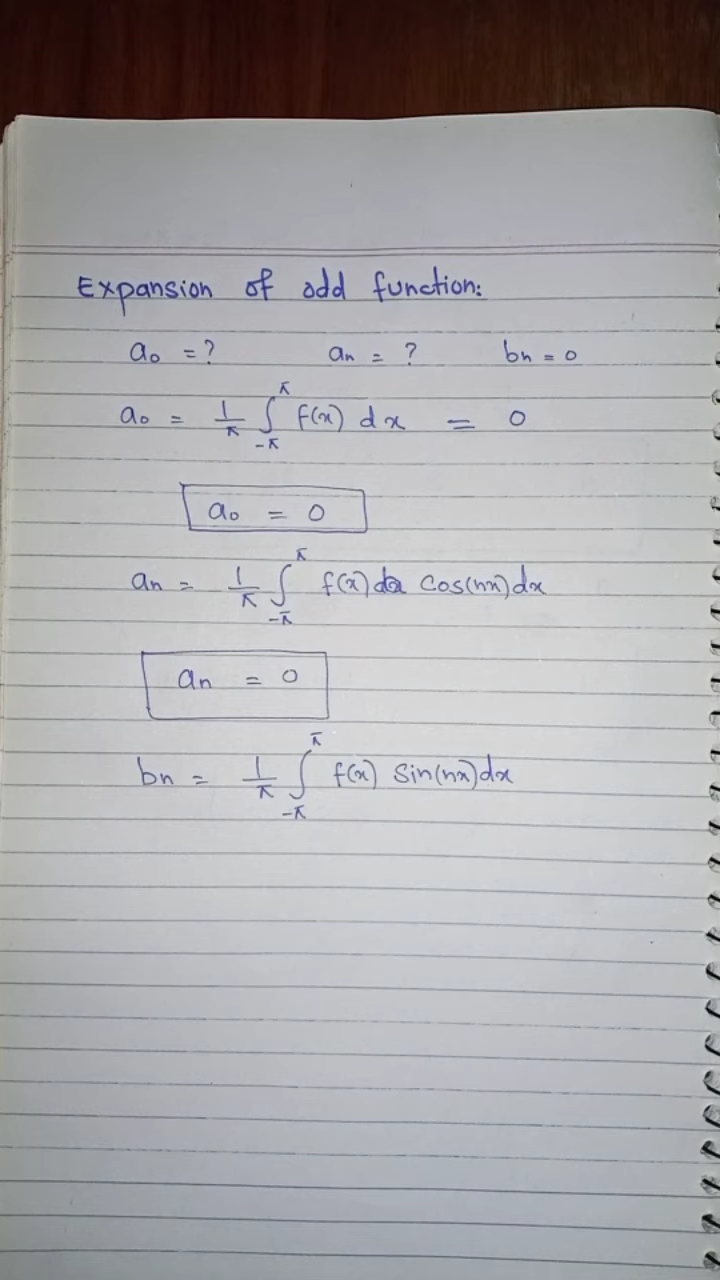 Expansion of odd function:
a₀ = ? aₙ = ? bₙ = 0
a₀ = 1/π ∫_{-π}^{π} f(x) dx = 0
a₀ = 0
aₙ = 1/π ∫_{-π}^{π} f(x) dx cos(nx) dx
aₙ = 0
bₙ = 1/π ∫_{-π}^{π} f(x) sin(nx) dx